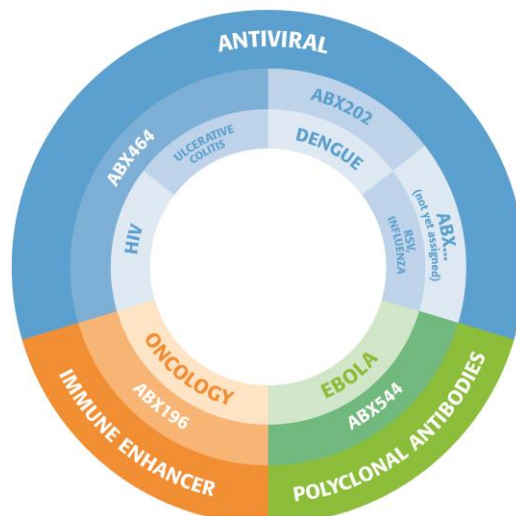 ANTIVIRAL
ABX464
ULCERATIVE
COLITIS
HIV
ABX202
DENGUE
ABX...
(not yet assigned)
RSV,
INFLUENZA
IMMUNE ENHANCER
ABX196
ONCOLOGY
POLYCLONAL ANTIBODIES
ABX544
EBOLA